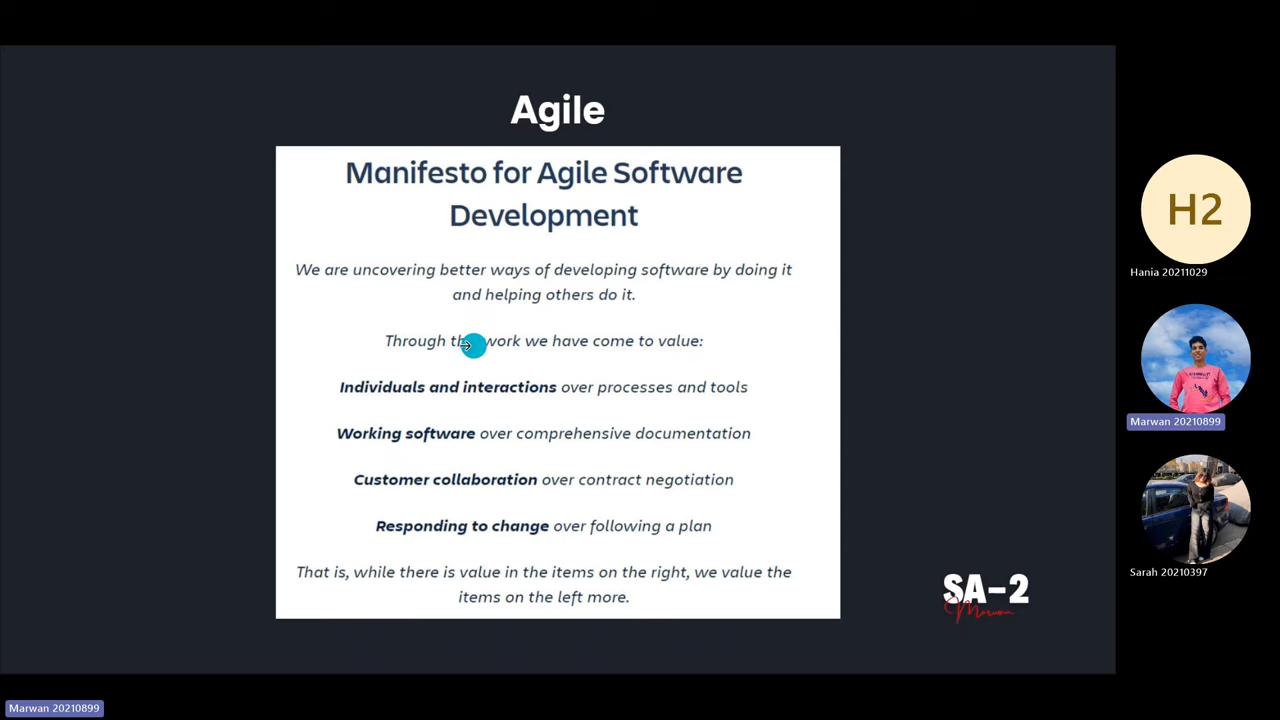 Agile
Manifesto for Agile Software
Development
We are uncovering better ways of developing software by doing it
and helping others do it.
Through work we have come to value:
Individuals and interactions over processes and tools
Working software over comprehensive documentation
Customer collaboration over contract negotiation
Responding to change over following a plan
That is, while there is value in the items on the right, we value the
items on the left more.
SA-2
Marwan
H2
Hania 20211029
Marwan 20210899
Sarah 20210397
Marwan 20210899